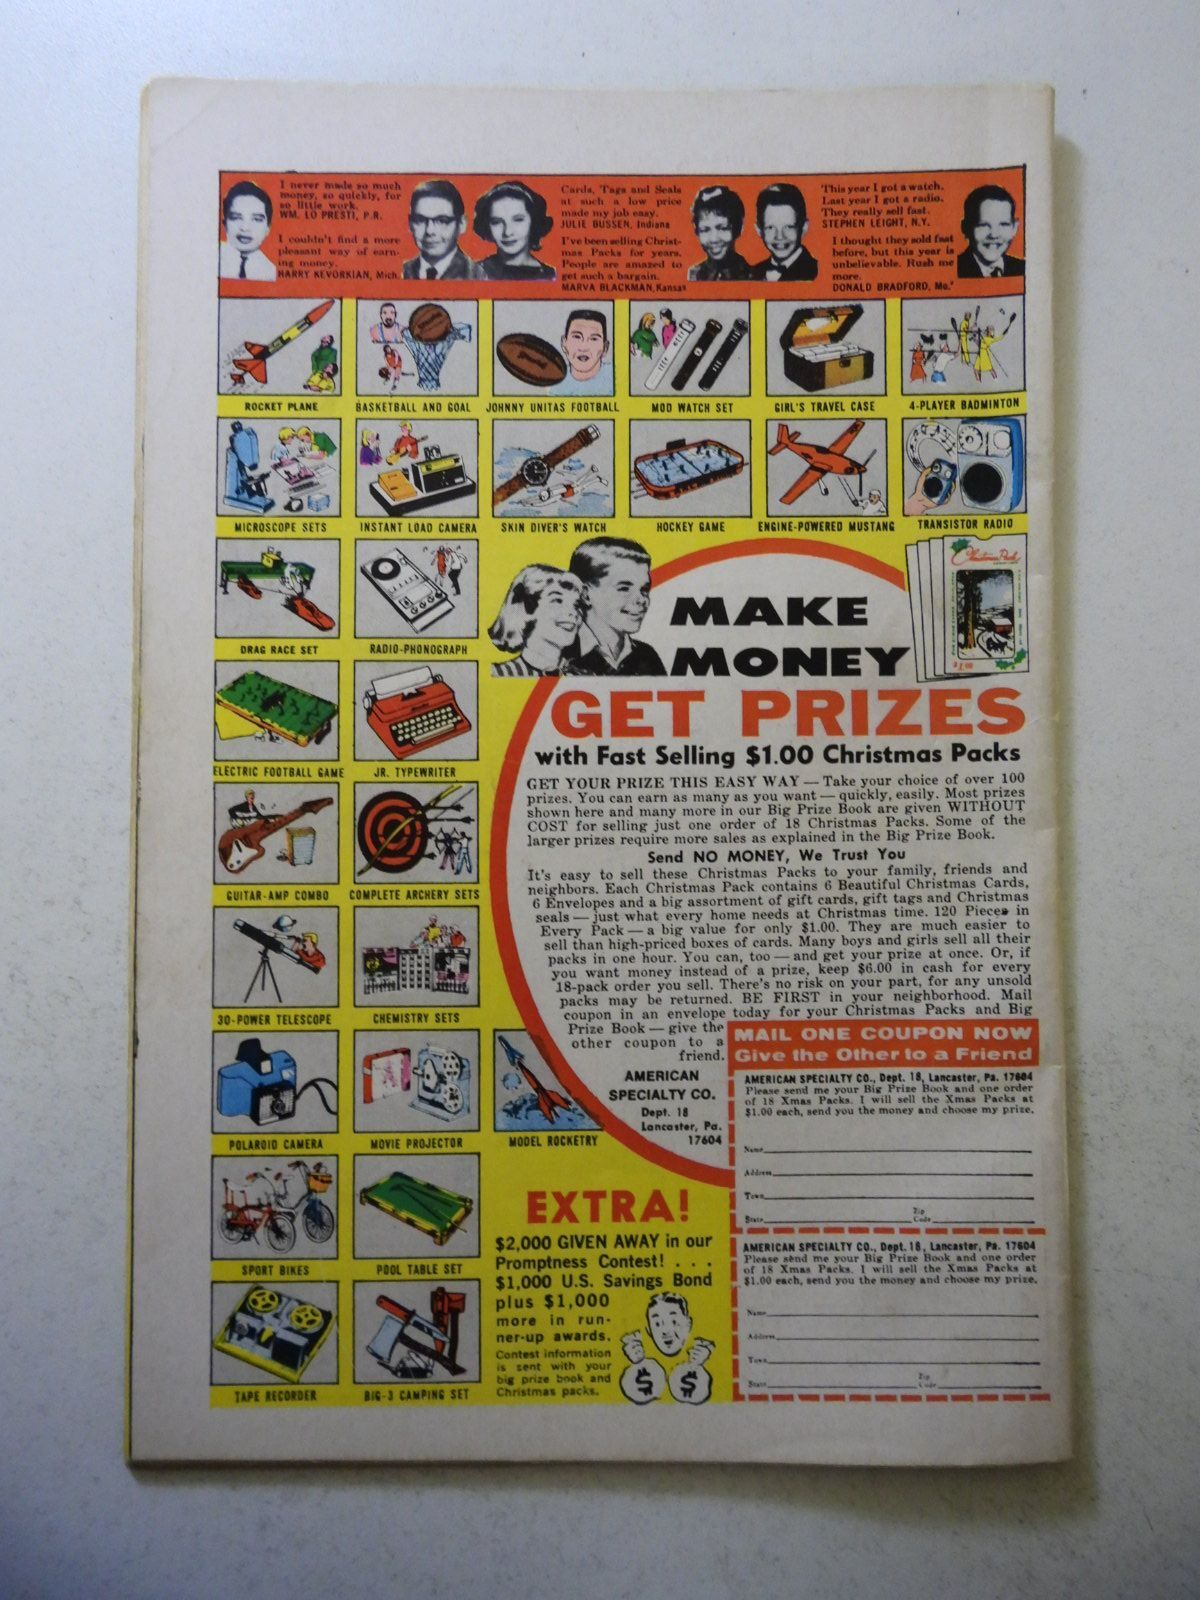 I never made so much
money, so quickly, for
so little work.
WM. LO PRESTI, P.R.
I couldn't find a more
pleasant way of earn-
ing money.
HARRY KEVORKIAN, Mich.
Cards, Tags and Seals
at such a low price
made my job easy.
JULIE BUSSEN, Indiana
I've been selling Christ-
mas Packs for years.
People are amazed to
get such a bargain.
MARVA BLACKMAN, Kansas
This year I got a watch.
Last year I got a radio.
They really sell fast.
STEPHEN LEIGHT, N.Y.
I thought they sold fast
before, but this year is
unbelievable. Rush me
more.
DONALD BRADFORD, Mo.
ROCKET PLANE
BASKETBALL AND GOAL
JOHNNY UNITAS FOOTBALL
MOD WATCH SET
GIRL'S TRAVEL CASE
4-PLAYER BADMINTON
MICROSCOPE SETS
INSTANT LOAD CAMERA
SKIN DIVER'S WATCH
HOCKEY GAME
ENGINE-POWERED MUSTANG
TRANSISTOR RADIO
DRAG RACE SET
RADIO-PHONOGRAPH
ELECTRIC FOOTBALL GAME
JR. TYPEWRITER
GUITAR-AMP COMBO
COMPLETE ARCHERY SETS
30-POWER TELESCOPE
CHEMISTRY SETS
POLAROID CAMERA
MOVIE PROJECTOR
MODEL ROCKETRY
SPORT BIKES
POOL TABLE SET
TAPE RECORDER
BIG-3 CAMPING SET
Christmas Pack
$1.00
MAKE
MONEY
GET PRIZES
with Fast Selling $1.00 Christmas Packs
GET YOUR PRIZE THIS EASY WAY — Take your choice of over 100
prizes. You can earn as many as you want — quickly, easily. Most prizes
shown here and many more in our Big Prize Book are given WITHOUT
COST for selling just one order of 18 Christmas Packs. Some of the
larger prizes require more sales as explained in the Big Prize Book.
Send NO MONEY, We Trust You
It's easy to sell these Christmas Packs to your family, friends and
neighbors. Each Christmas Pack contains 6 Beautiful Christmas Cards,
6 Envelopes and a big assortment of gift cards, gift tags and Christmas
seals — just what every home needs at Christmas time. 120 Pieces in
Every Pack — a big value for only $1.00. They are much easier to
sell than high-priced boxes of cards. Many boys and girls sell all their
packs in one hour. You can, too — and get your prize at once. Or, if
you want money instead of a prize, keep $6.00 in cash for every
18-pack order you sell. There's no risk on your part, for any unsold
packs may be returned. BE FIRST in your neighborhood. Mail
coupon in an envelope today for your Christmas Packs and Big
Prize Book — give the
other coupon to a
friend.
AMERICAN
SPECIALTY CO.
Dept. 18
Lancaster, Pa.
17604
EXTRA!
$2,000 GIVEN AWAY in our
Promptness Contest! . . .
$1,000 U.S. Savings Bond
plus $1,000
more in run-
ner-up awards.
Contest information
is sent with your
big prize book and
Christmas packs.
$ $
MAIL ONE COUPON NOW
Give the Other to a Friend
AMERICAN SPECIALTY CO., Dept. 18, Lancaster, Pa. 17604
Please send me your Big Prize Book and one order
of 18 Xmas Packs. I will sell the Xmas Packs at
$1.00 each, send you the money and choose my prize.
Name
Address
Town
State Zip Code
AMERICAN SPECIALTY CO., Dept. 18, Lancaster, Pa. 17604
Please send me your Big Prize Book and one order
of 18 Xmas Packs. I will sell the Xmas Packs at
$1.00 each, send you the money and choose my prize.
Name
Address
Town
State Zip Code